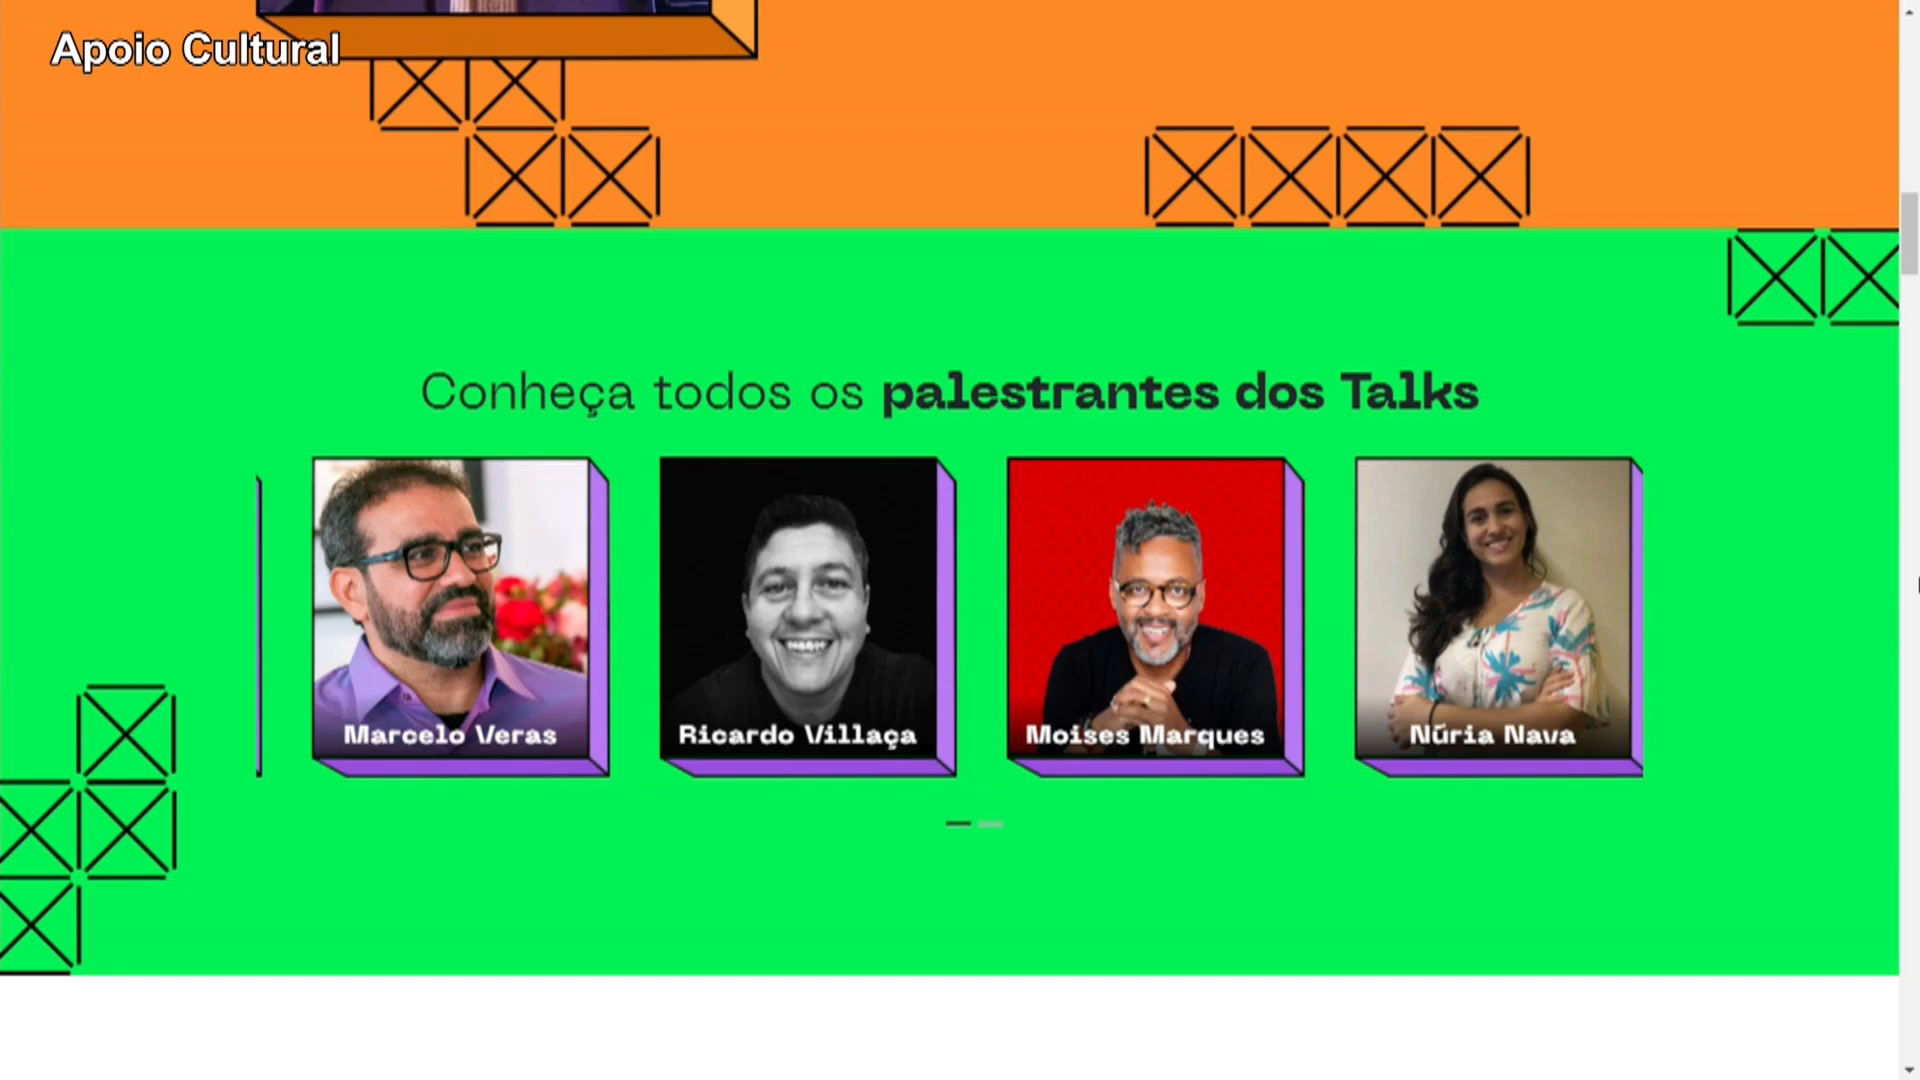 Apoio Cultural
Conheça todos os palestrantes dos Talks
Marcelo Veras
Ricardo Villaça
Moises Marques
Núria Nava